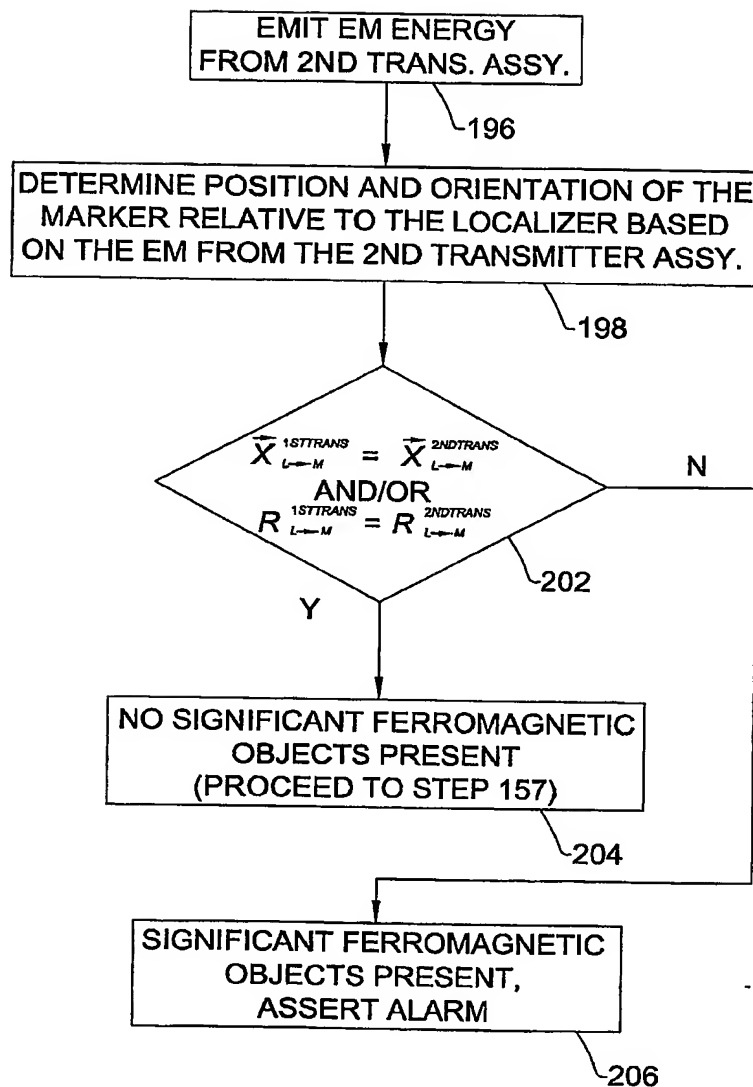 EMIT EM ENERGY
FROM 2ND TRANS. ASSY.
196
DETERMINE POSITION AND ORIENTATION OF THE
MARKER RELATIVE TO THE LOCALIZER BASED
ON THE EM FROM THE 2ND TRANSMITTER ASSY.
198
X⃗ 1STTRANS L→M = X⃗ 2NDTRANS L→M
AND/OR
R 1STTRANS L→M = R 2NDTRANS L→M
N
202
Y
NO SIGNIFICANT FERROMAGNETIC
OBJECTS PRESENT
(PROCEED TO STEP 157)
204
SIGNIFICANT FERROMAGNETIC
OBJECTS PRESENT,
ASSERT ALARM
206